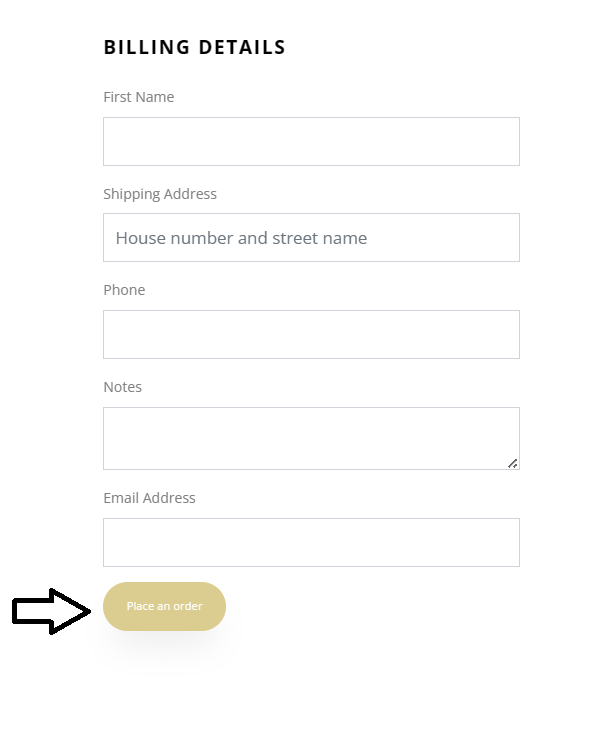 BILLING DETAILS
First Name
Shipping Address
House number and street name
Phone
Notes
Email Address
Place an order